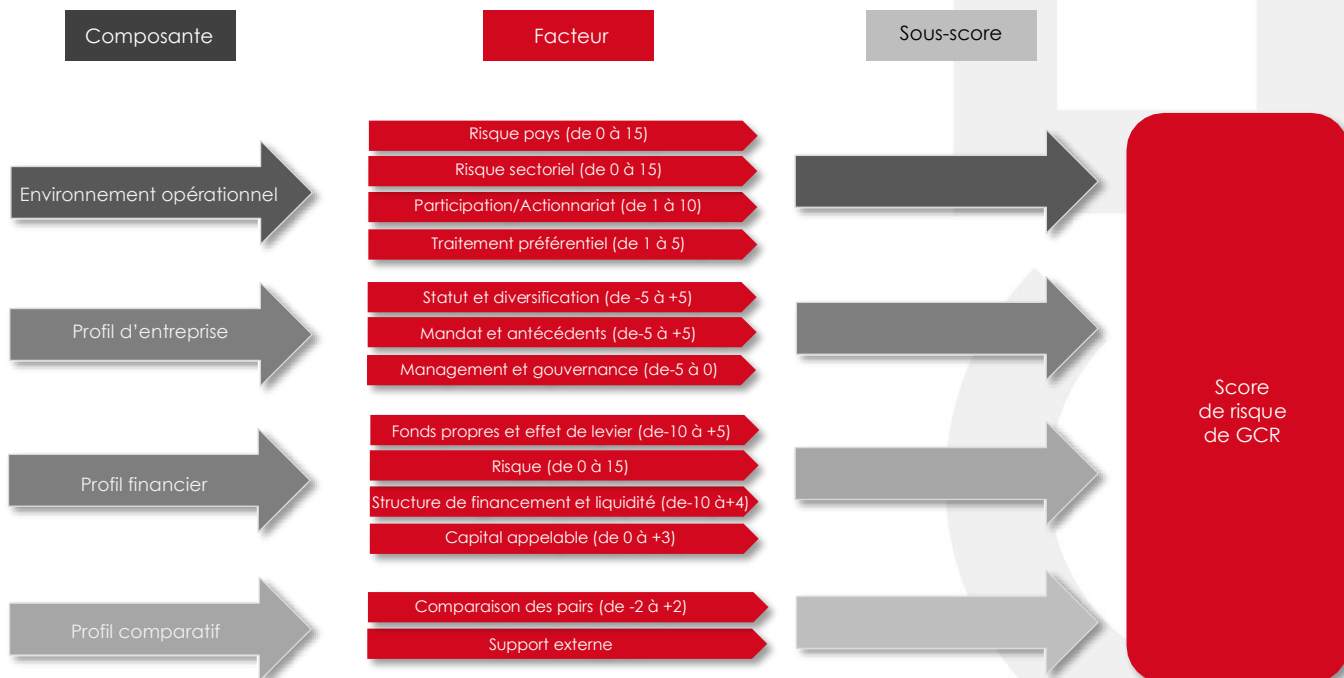 Composante
Facteur
Sous-score
Environnement opérationnel
Risque pays (de 0 à 15)
Risque sectoriel (de 0 à 15)
Participation/Actionnariat (de 1 à 10)
Traitement préférentiel (de 1 à 5)
Profil d’entreprise
Statut et diversification (de -5 à +5)
Mandat et antécédents (de-5 à +5)
Management et gouvernance (de-5 à 0)
Profil financier
Fonds propres et effet de levier (de-10 à +5)
Risque (de 0 à 15)
Structure de financement et liquidité (de-10 à+4)
Capital appelable (de 0 à +3)
Profil comparatif
Comparaison des pairs (de -2 à +2)
Support externe
Score
de risque
de GCR